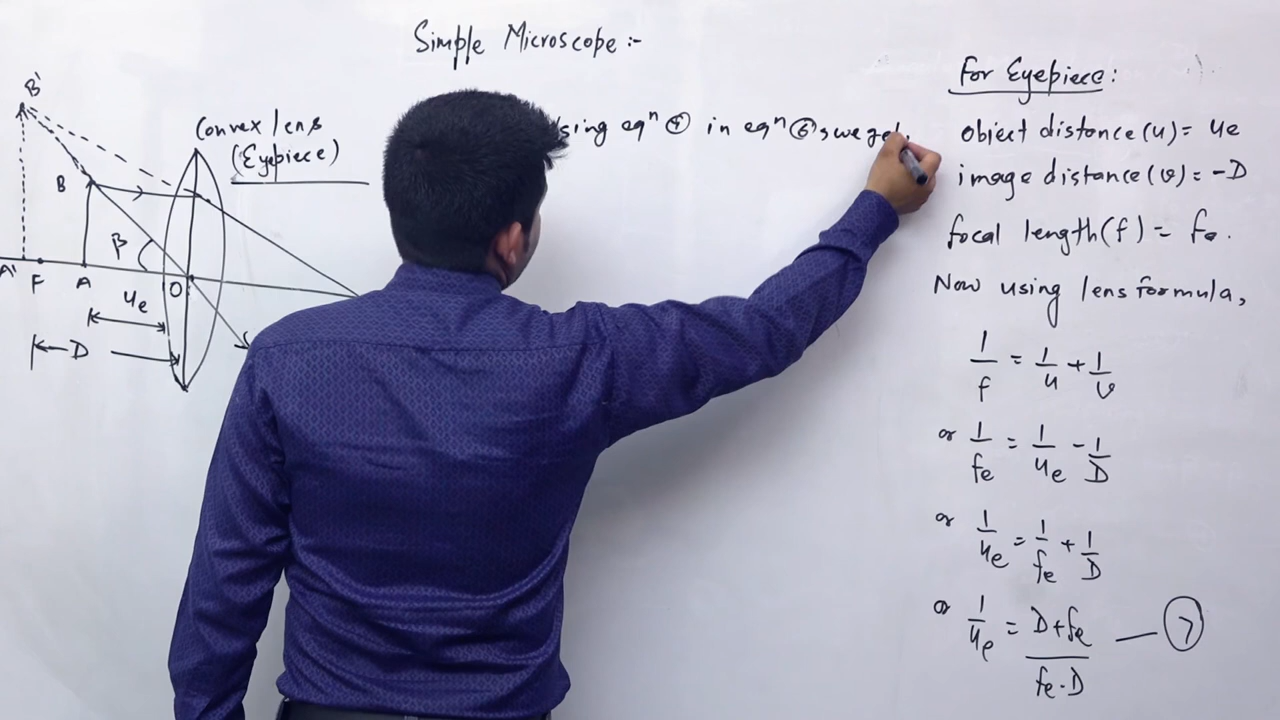 Simple Microscope :-
B'
B
Convex lens
(Eyepiece)
β
A' F A O
ue
D
sing eqⁿ ④ in eqⁿ ⑥, we get
For Eyepiece :
object distance (u) = ue
image distance (v) = -D
focal length (f) = fe.
Now using lens formula,
1/f = 1/u + 1/v
or 1/fe = 1/ue - 1/D
or 1/ue = 1/fe + 1/D
or 1/ue = D+fe/fe·D — ⑦